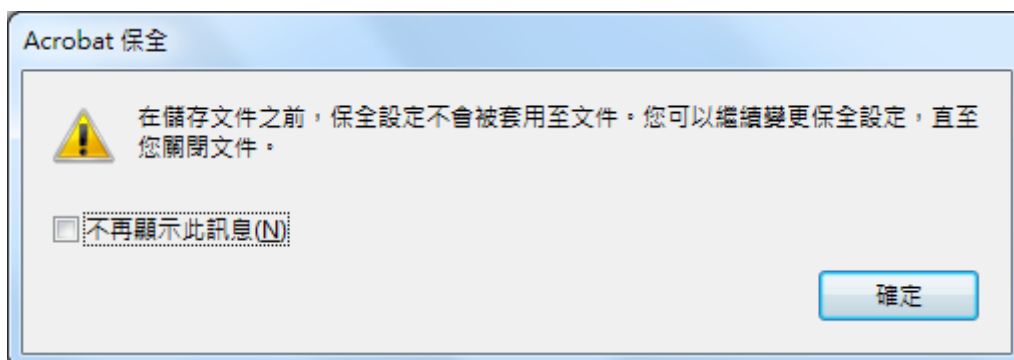 Acrobat 保全
在儲存文件之前，保全設定不會被套用至文件。您可以繼續變更保全設定，直至
您關閉文件。
不再顯示此訊息(N)
確定